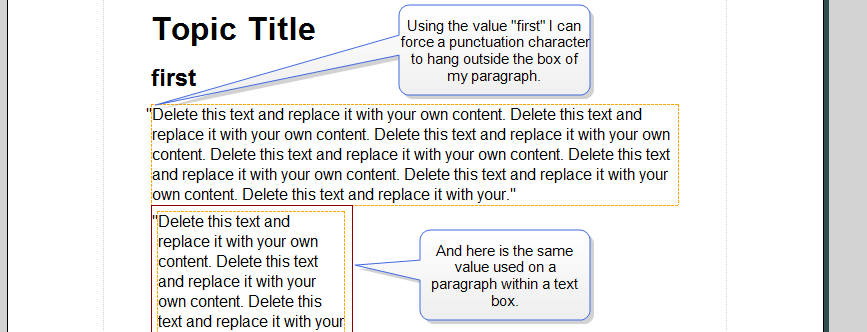 Topic Title
Using the value "first" I can
force a punctuation character
to hang outside the box of
my paragraph.
first
"Delete this text and replace it with your own content. Delete this text and
replace it with your own content. Delete this text and replace it with your own
content. Delete this text and replace it with your own content. Delete this text
and replace it with your own content. Delete this text and replace it with your
own content. Delete this text and replace it with your."
"Delete this text and
replace it with your own
content. Delete this text
and replace it with your
own content. Delete this
text and replace it with your
And here is the same
value used on a
paragraph within a text
box.